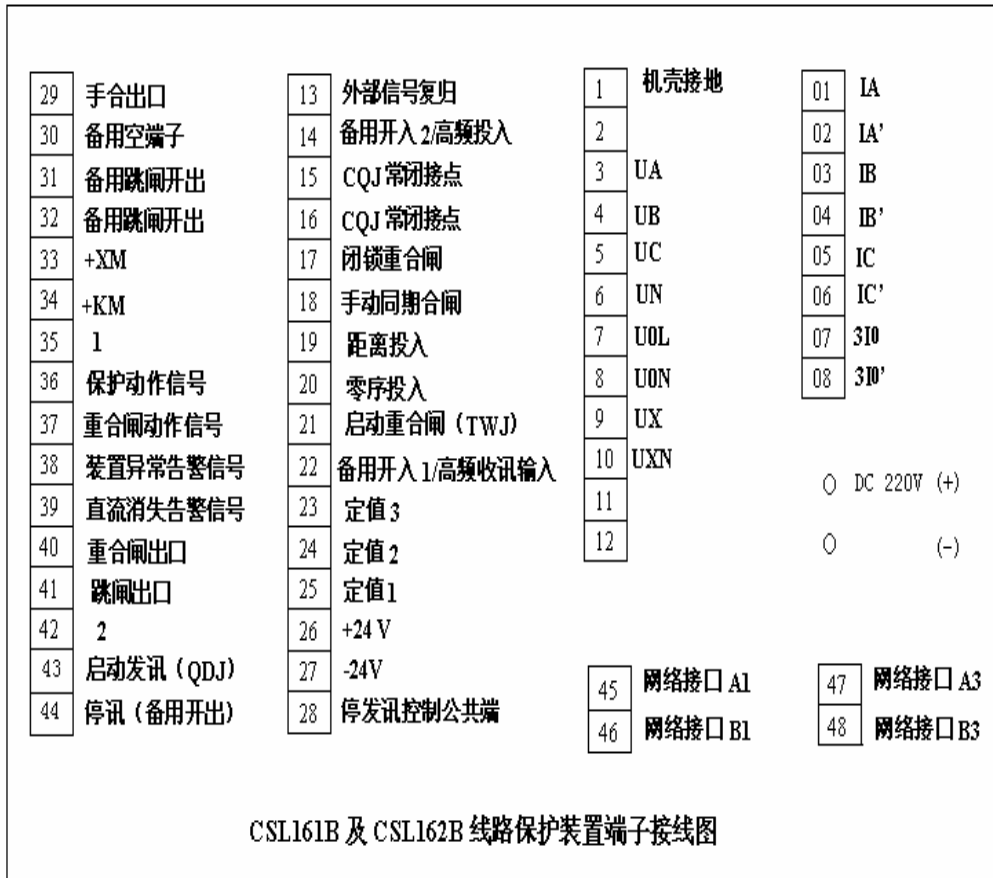 29 手合出口
30 备用空端子
31 备用跳闸开出
32 备用跳闸开出
33 +XM
34 +KM
35 1
36 保护动作信号
37 重合闸动作信号
38 装置异常告警信号
39 直流消失告警信号
40 重合闸出口
41 跳闸出口
42 2
43 启动发讯（QDJ）
44 停讯（备用开出）
13 外部信号复归
14 备用开入2/高频投入
15 CQJ常闭接点
16 CQJ常闭接点
17 闭锁重合闸
18 手动同期合闸
19 距离投入
20 零序投入
21 启动重合闸（TWJ）
22 备用开入1/高频收讯输入
23 定值3
24 定值2
25 定值1
26 +24V
27 -24V
28 停发讯控制公共端
1 机壳接地
2
3 UA
4 UB
5 UC
6 UN
7 U0L
8 U0N
9 UX
10 UXN
11
12
01 IA
02 IA'
03 IB
04 IB'
05 IC
06 IC'
07 3I0
08 3I0'
DC 220V (+)
(-)
45 网络接口A1
46 网络接口B1
47 网络接口A3
48 网络接口B3
CSL161B及CSL162B线路保护装置端子接线图